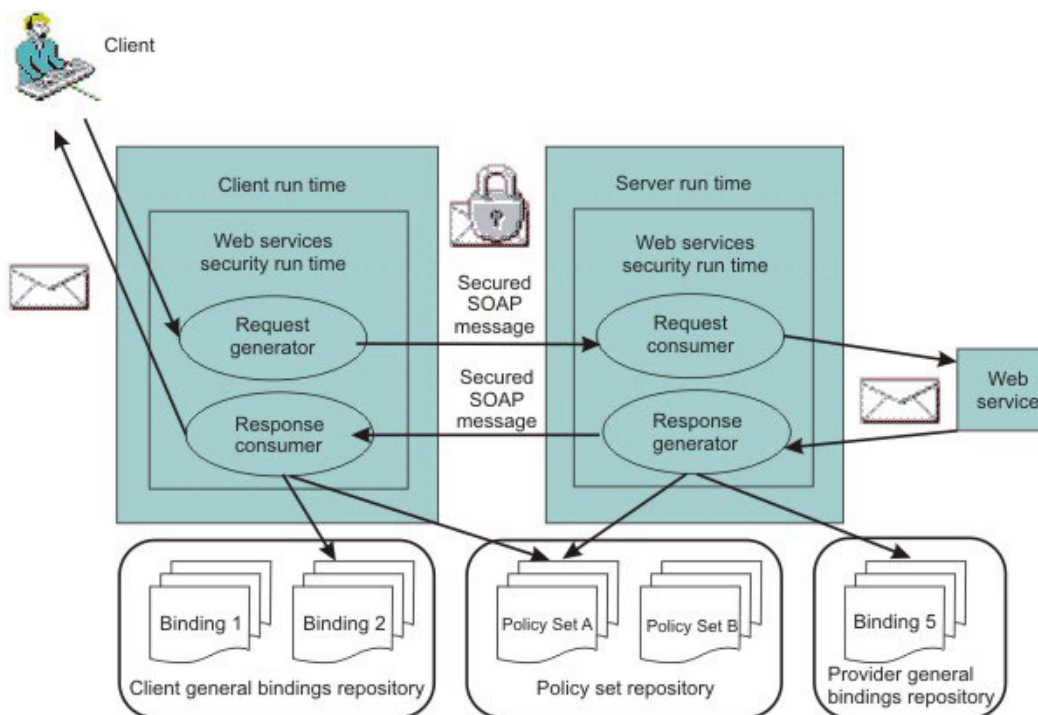 Client
Client run time
Web services
security run time
Request
generator
Response
consumer
Secured
SOAP
message
Secured
SOAP
message
Server run time
Web services
security run time
Request
consumer
Response
generator
Web
service
Binding 1
Binding 2
Client general bindings repository
Policy Set A
Policy Set B
Policy set repository
Binding 5
Provider general
bindings repository